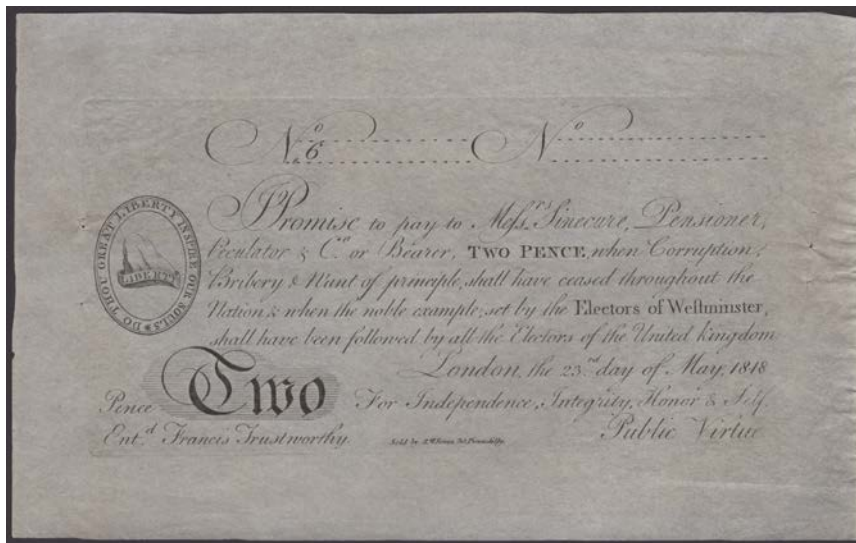 No 6 No
I Promise to pay to Messrs. Sinecure, Pensioner,
Peculator & Co. or Bearer, TWO PENCE, when Corruption,
Bribery & Want of principle, shall have ceased throughout the
Nation & when the noble example, set by the Electors of Westminster,
shall have been followed by all the Electors of the United Kingdom
DO THOU GREAT LIBERTY INSPIRE OUR SOULS
LIBERTY
London, the 23rd day of May, 1818
Pence Two For Independence, Integrity, Honor & Self.
Entd. Francis Trustworthy. Sold by Public Virtue